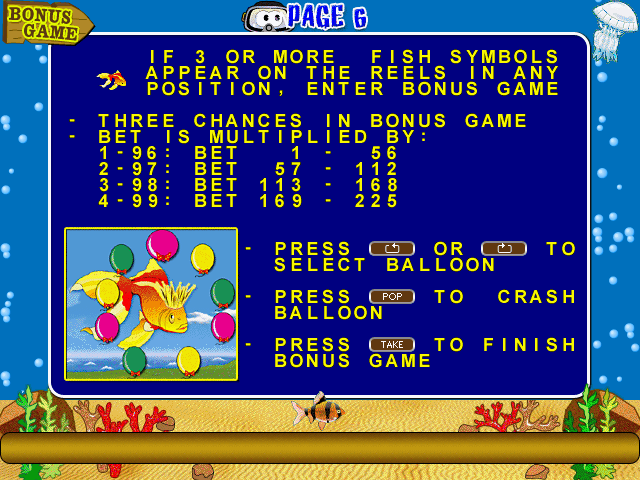 BONUS
GAME
PAGE 6
IF 3 OR MORE FISH SYMBOLS
APPEAR ON THE REELS IN ANY
POSITION, ENTER BONUS GAME
- THREE CHANCES IN BONUS GAME
- BET IS MULTIPLIED BY:
1-96: BET 1 - 56
2-97: BET 57 - 112
3-98: BET 113 - 168
4-99: BET 169 - 225
- PRESS OR TO
SELECT BALLOON
- PRESS POP TO CRASH
BALLOON
- PRESS TAKE TO FINISH
BONUS GAME